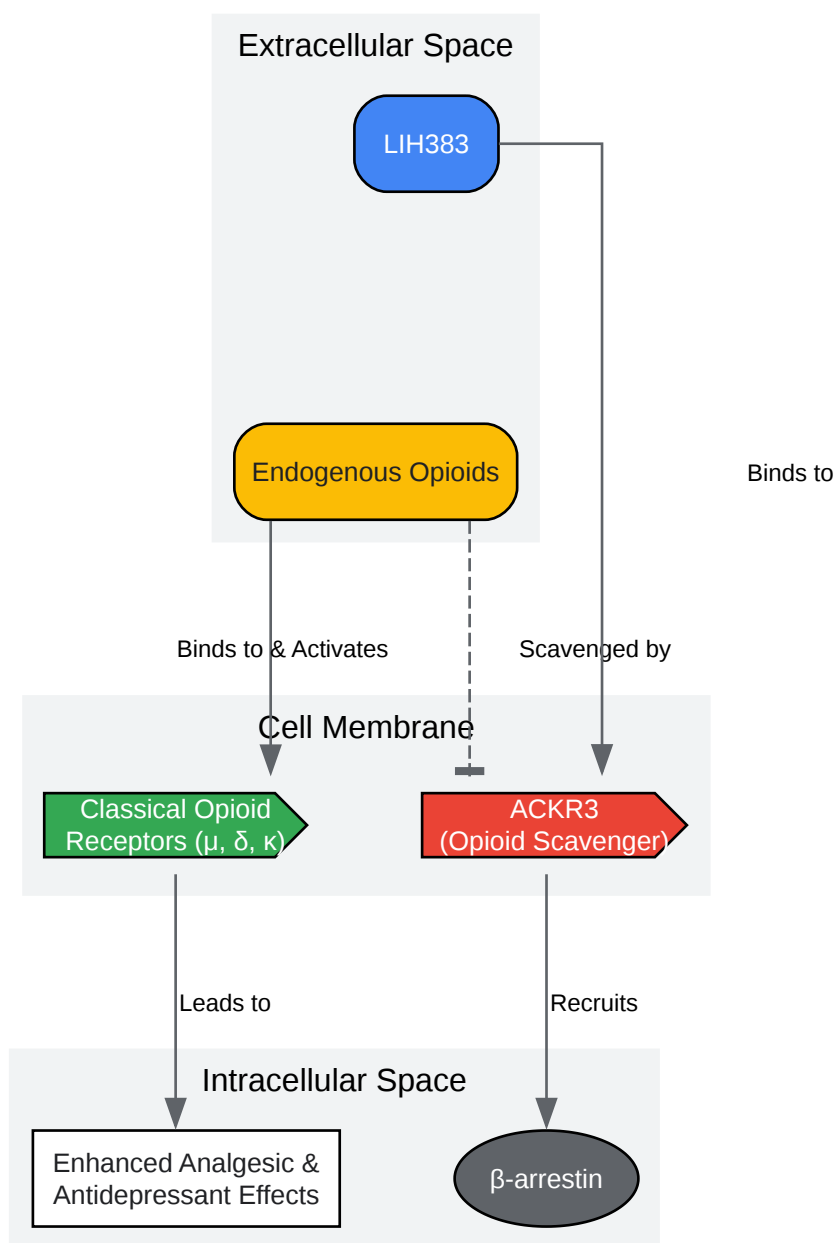 Extracellular Space
LIH383
Endogenous Opioids
Binds to
Binds to & Activates
Scavenged by
Cell Membrane
Classical Opioid
Receptors (μ, δ, κ)
ACKR3
(Opioid Scavenger)
Leads to
Recruits
Intracellular Space
Enhanced Analgesic &
Antidepressant Effects
β-arrestin